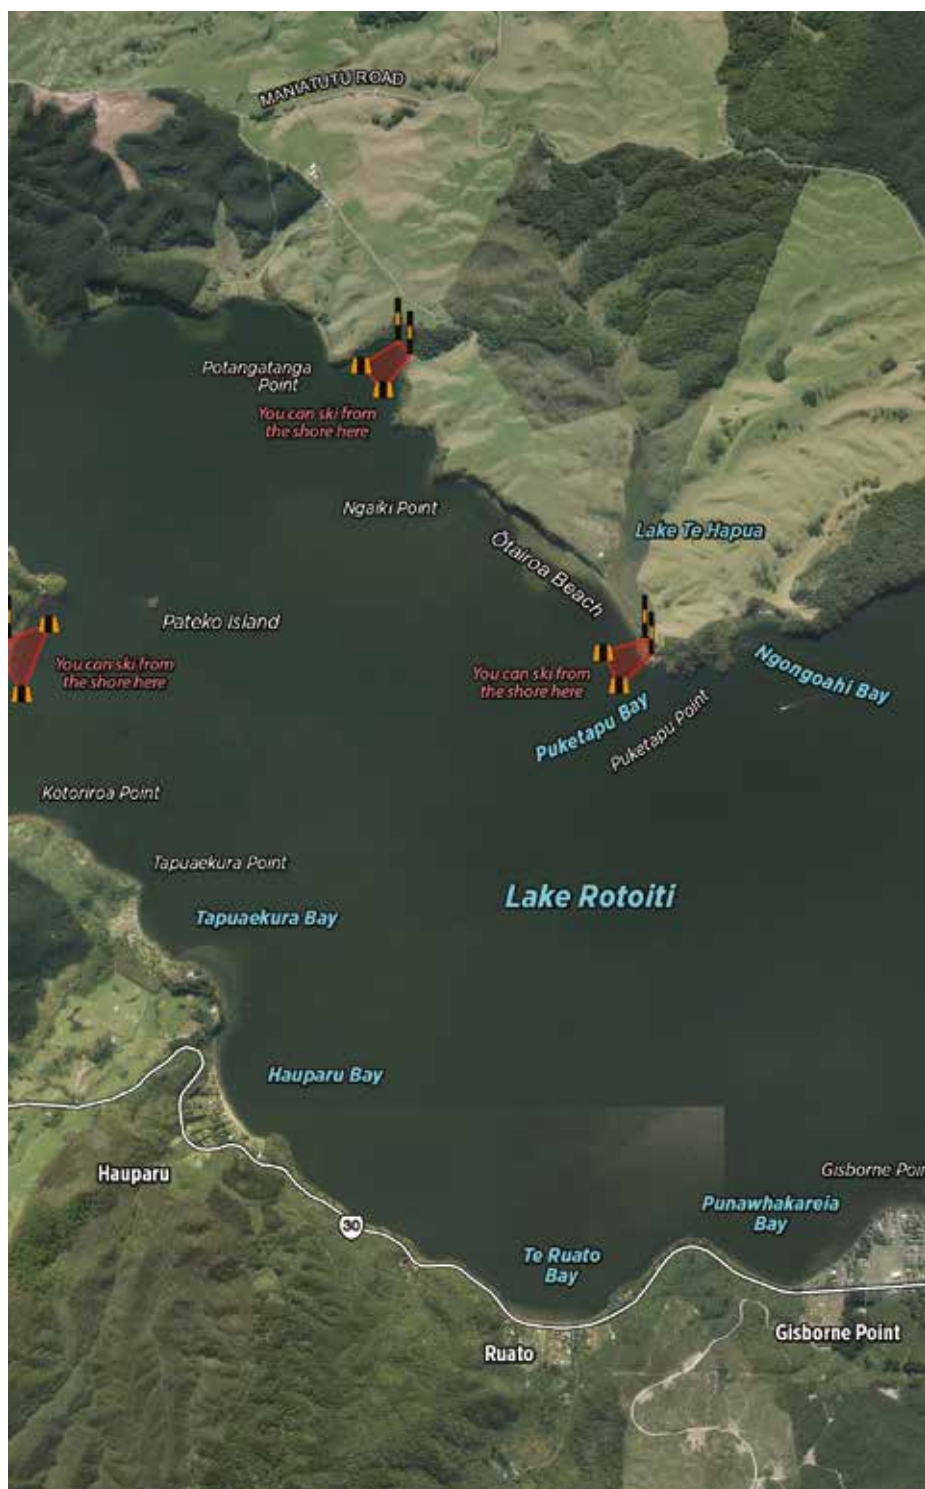 MANIATUTU ROAD
Potangatanga
Point
You can ski from
the shore here
Ngaiki Point
Lake Te Hapua
Ōtairoa Beach
Pateko Island
You can ski from
the shore here
You can ski from
the shore here
Ngongoahi Bay
Puketapu Bay
Puketapu Point
Kotoriroa Point
Tapuaekura Point
Lake Rotoiti
Tapuaekura Bay
Hauparu Bay
Hauparu
Gisborne Poin
Punawhakareia
Bay
30
Te Ruato
Bay
Gisborne Point
Ruato